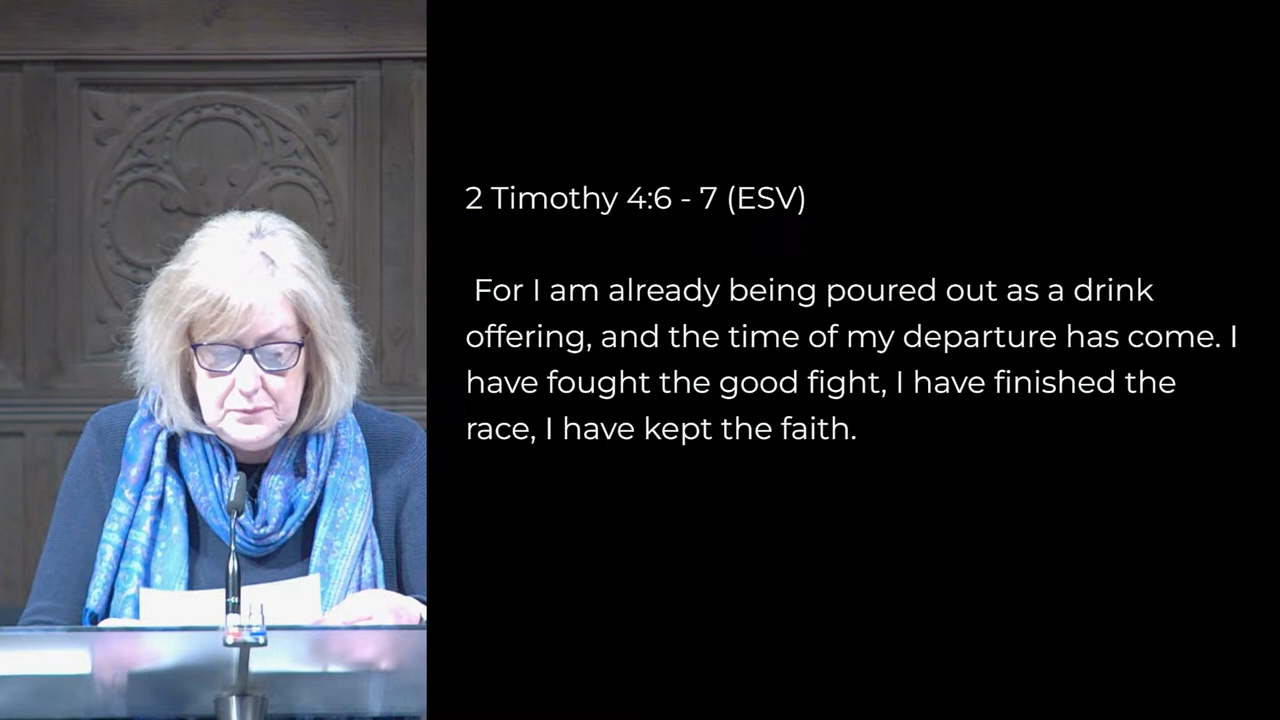 2 Timothy 4:6 - 7 (ESV)
For I am already being poured out as a drink
offering, and the time of my departure has come. I
have fought the good fight, I have finished the
race, I have kept the faith.